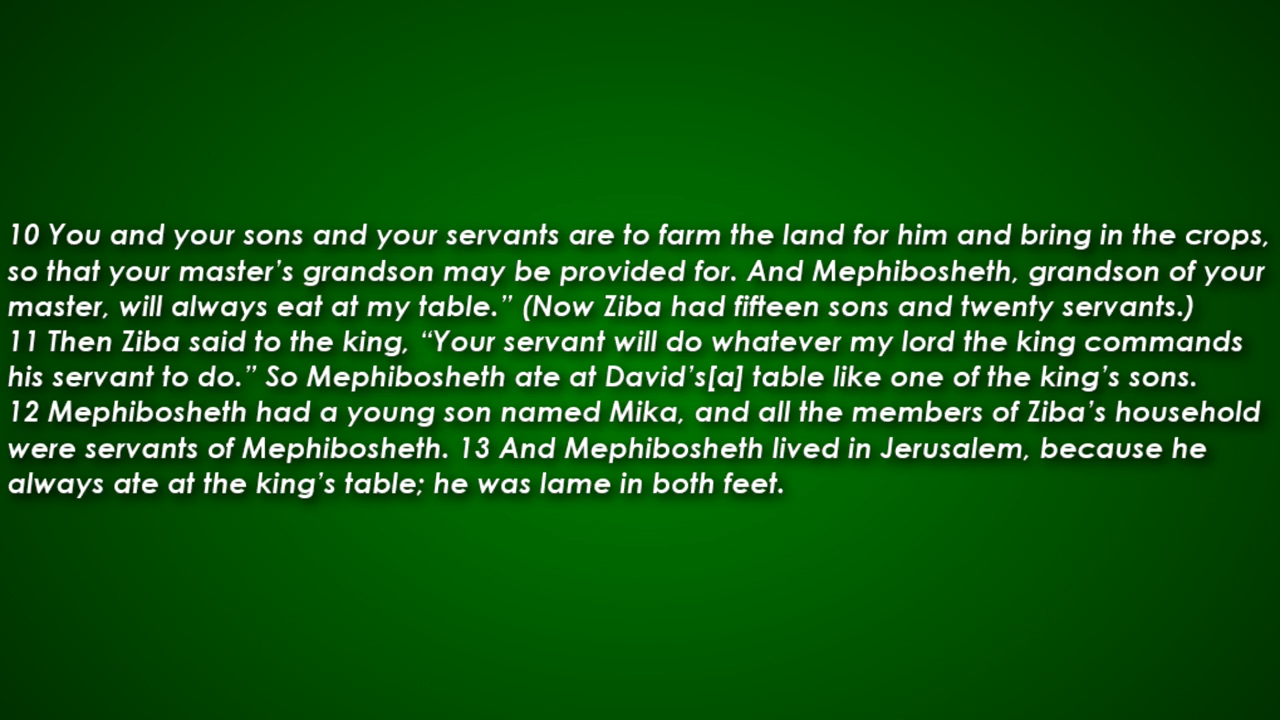 10 You and your sons and your servants are to farm the land for him and bring in the crops,
so that your master’s grandson may be provided for. And Mephibosheth, grandson of your
master, will always eat at my table.” (Now Ziba had fifteen sons and twenty servants.)
11 Then Ziba said to the king, “Your servant will do whatever my lord the king commands
his servant to do.” So Mephibosheth ate at David’s[a] table like one of the king’s sons.
12 Mephibosheth had a young son named Mika, and all the members of Ziba’s household
were servants of Mephibosheth. 13 And Mephibosheth lived in Jerusalem, because he
always ate at the king’s table; he was lame in both feet.